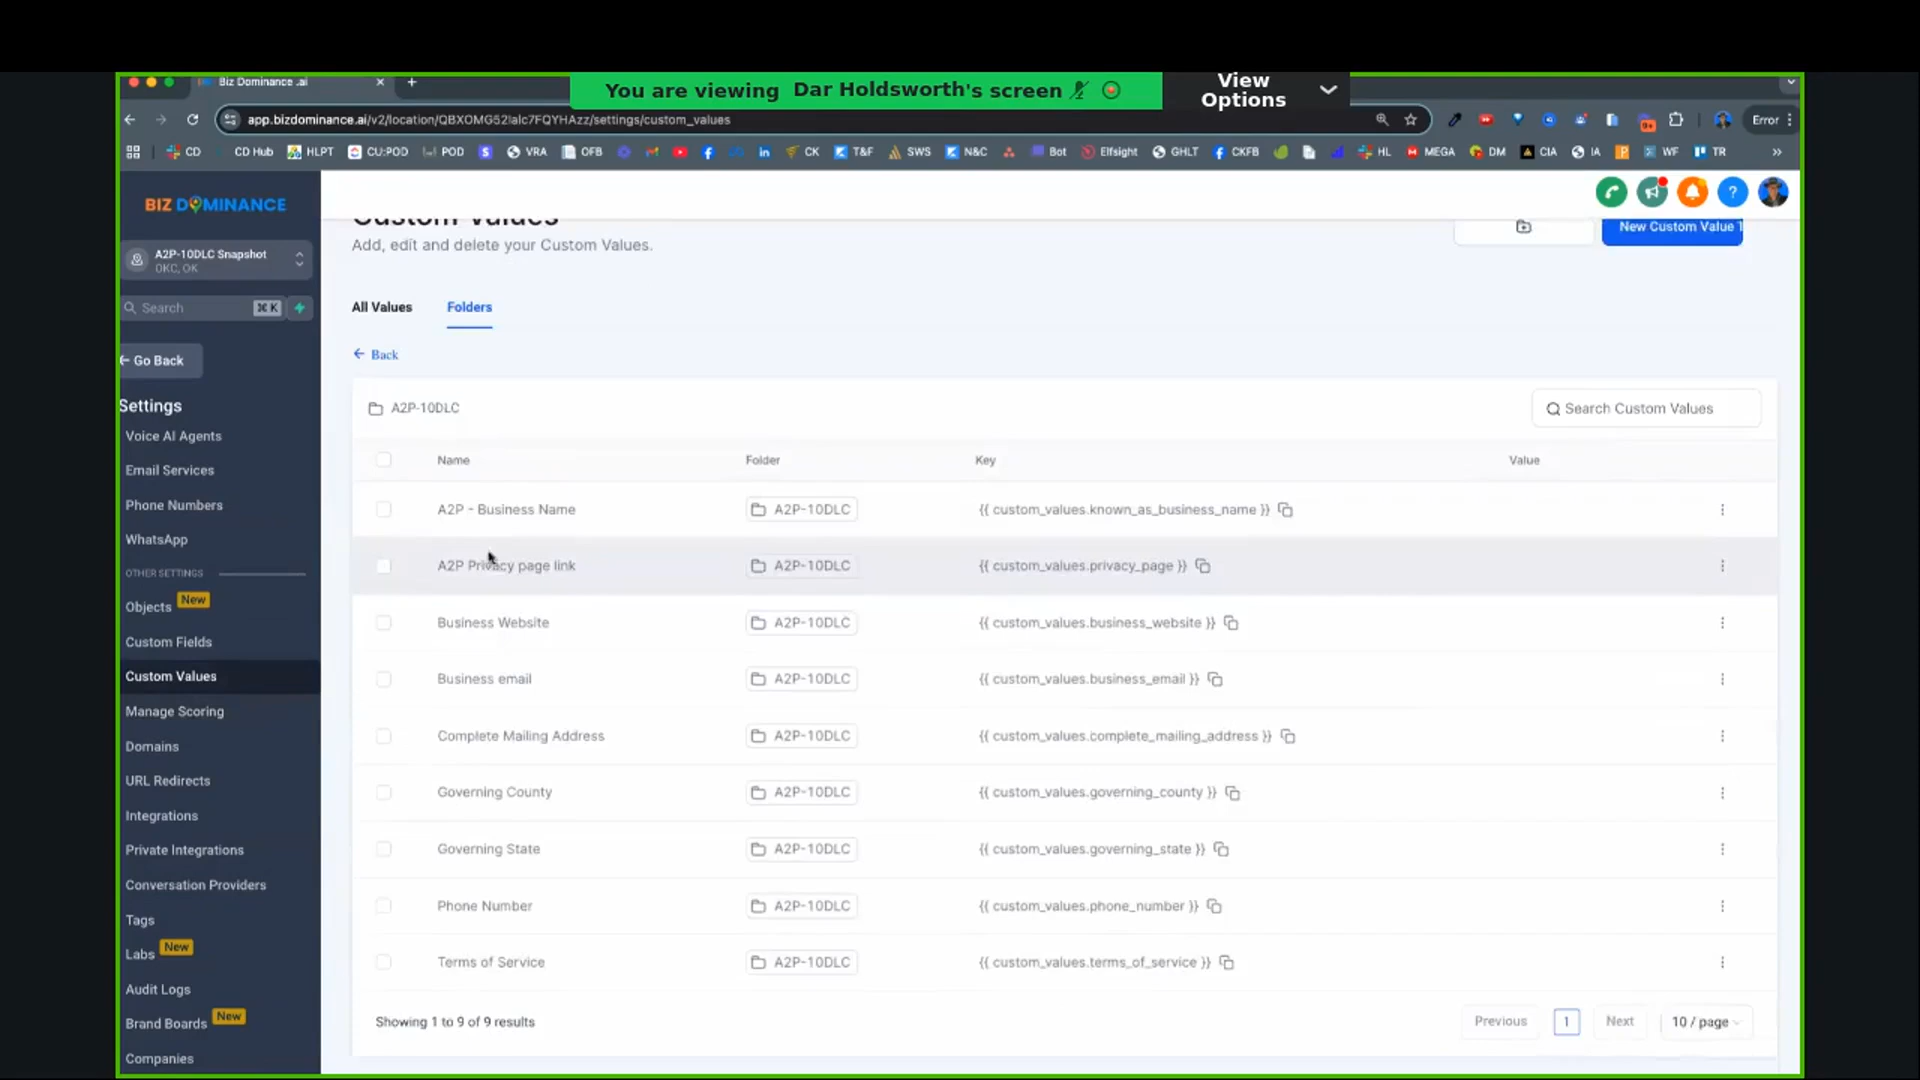 Biz Dominance .ai
You are viewing Dar Holdsworth's screen
View Options
app.bizdominance.ai/v2/location/QBXOMG52lalc7FQYHAzz/settings/custom_values
Error
CD CD Hub HLPT CU:POD POD VRA OFB CK T&F SWS N&C Bot Elfsight GHLT CKFB HL MEGA DM CIA IA WF TR
BIZ DOMINANCE
A2P-10DLC Snapshot
OKC, OK
Search ⌘ K
← Go Back
Settings
Voice AI Agents
Email Services
Phone Numbers
WhatsApp
OTHER SETTINGS
Objects New
Custom Fields
Custom Values
Manage Scoring
Domains
URL Redirects
Integrations
Private Integrations
Conversation Providers
Tags
Labs New
Audit Logs
Brand Boards New
Companies
Custom Values
Add, edit and delete your Custom Values.
New Custom Value
All Values Folders
← Back
A2P-10DLC
Search Custom Values
Name Folder Key Value
A2P - Business Name A2P-10DLC {{ custom_values.known_as_business_name }}
A2P Privacy page link A2P-10DLC {{ custom_values.privacy_page }}
Business Website A2P-10DLC {{ custom_values.business_website }}
Business email A2P-10DLC {{ custom_values.business_email }}
Complete Mailing Address A2P-10DLC {{ custom_values.complete_mailing_address }}
Governing County A2P-10DLC {{ custom_values.governing_county }}
Governing State A2P-10DLC {{ custom_values.governing_state }}
Phone Number A2P-10DLC {{ custom_values.phone_number }}
Terms of Service A2P-10DLC {{ custom_values.terms_of_service }}
Showing 1 to 9 of 9 results
Previous 1 Next 10 / page